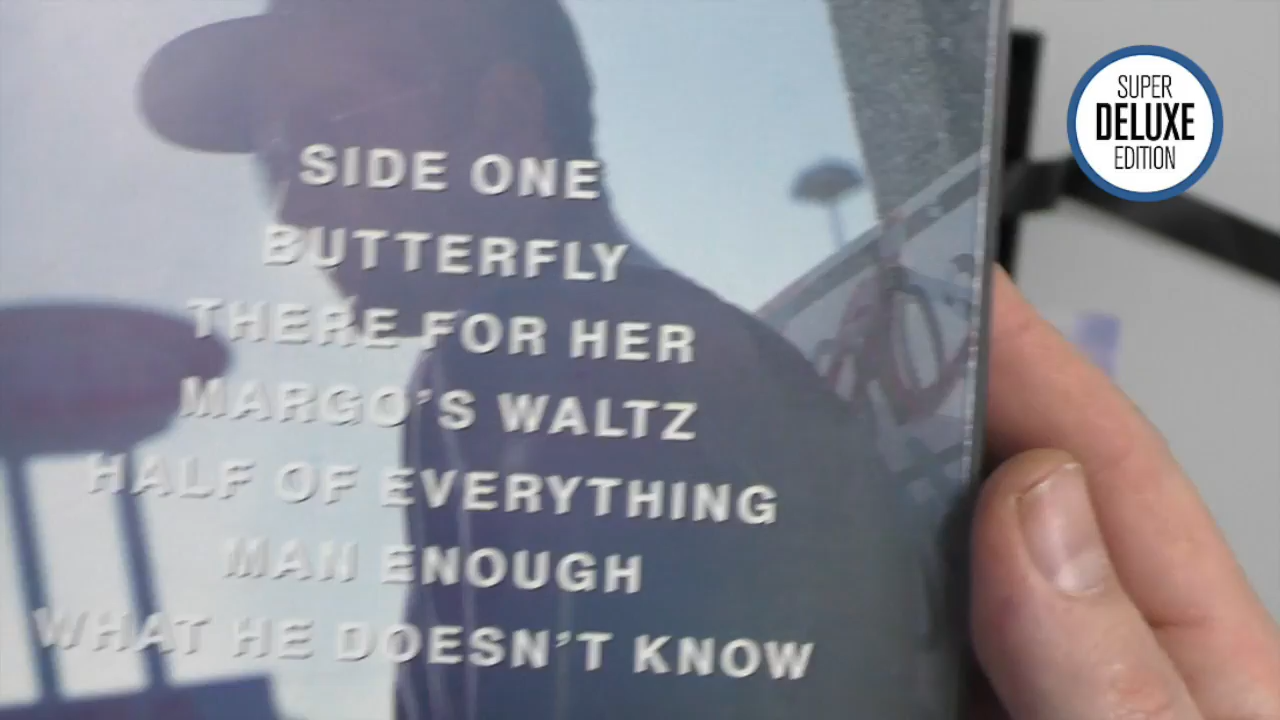 SUPER
DELUXE
EDITION
SIDE ONE
BUTTERFLY
THERE FOR HER
MARGO'S WALTZ
HALF OF EVERYTHING
MAN ENOUGH
WHAT HE DOESN'T KNOW